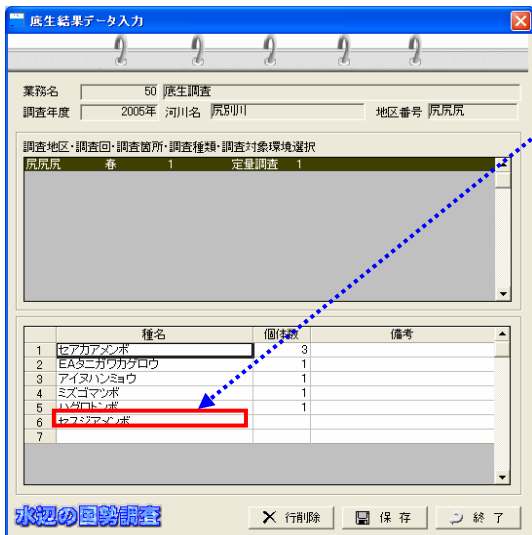 底生結果データ入力
業務名 50 底生調査
調査年度 2005年 河川名 尻別川 地区番号 尻尻尻
調査地区・調査回・調査箇所・調査種類・調査対象環境選択
尻尻尻 春 1 定量調査 1
種名 個体数 備考
1 セアカアメンボ 3
2 EAタニガワカゲロウ 1
3 アイヌハンミョウ 1
4 ミズゴマツボ 1
5 ハグロトンボ 1
6 セスジアメンボ
7
水辺の国勢調査 行削除 保存 終了